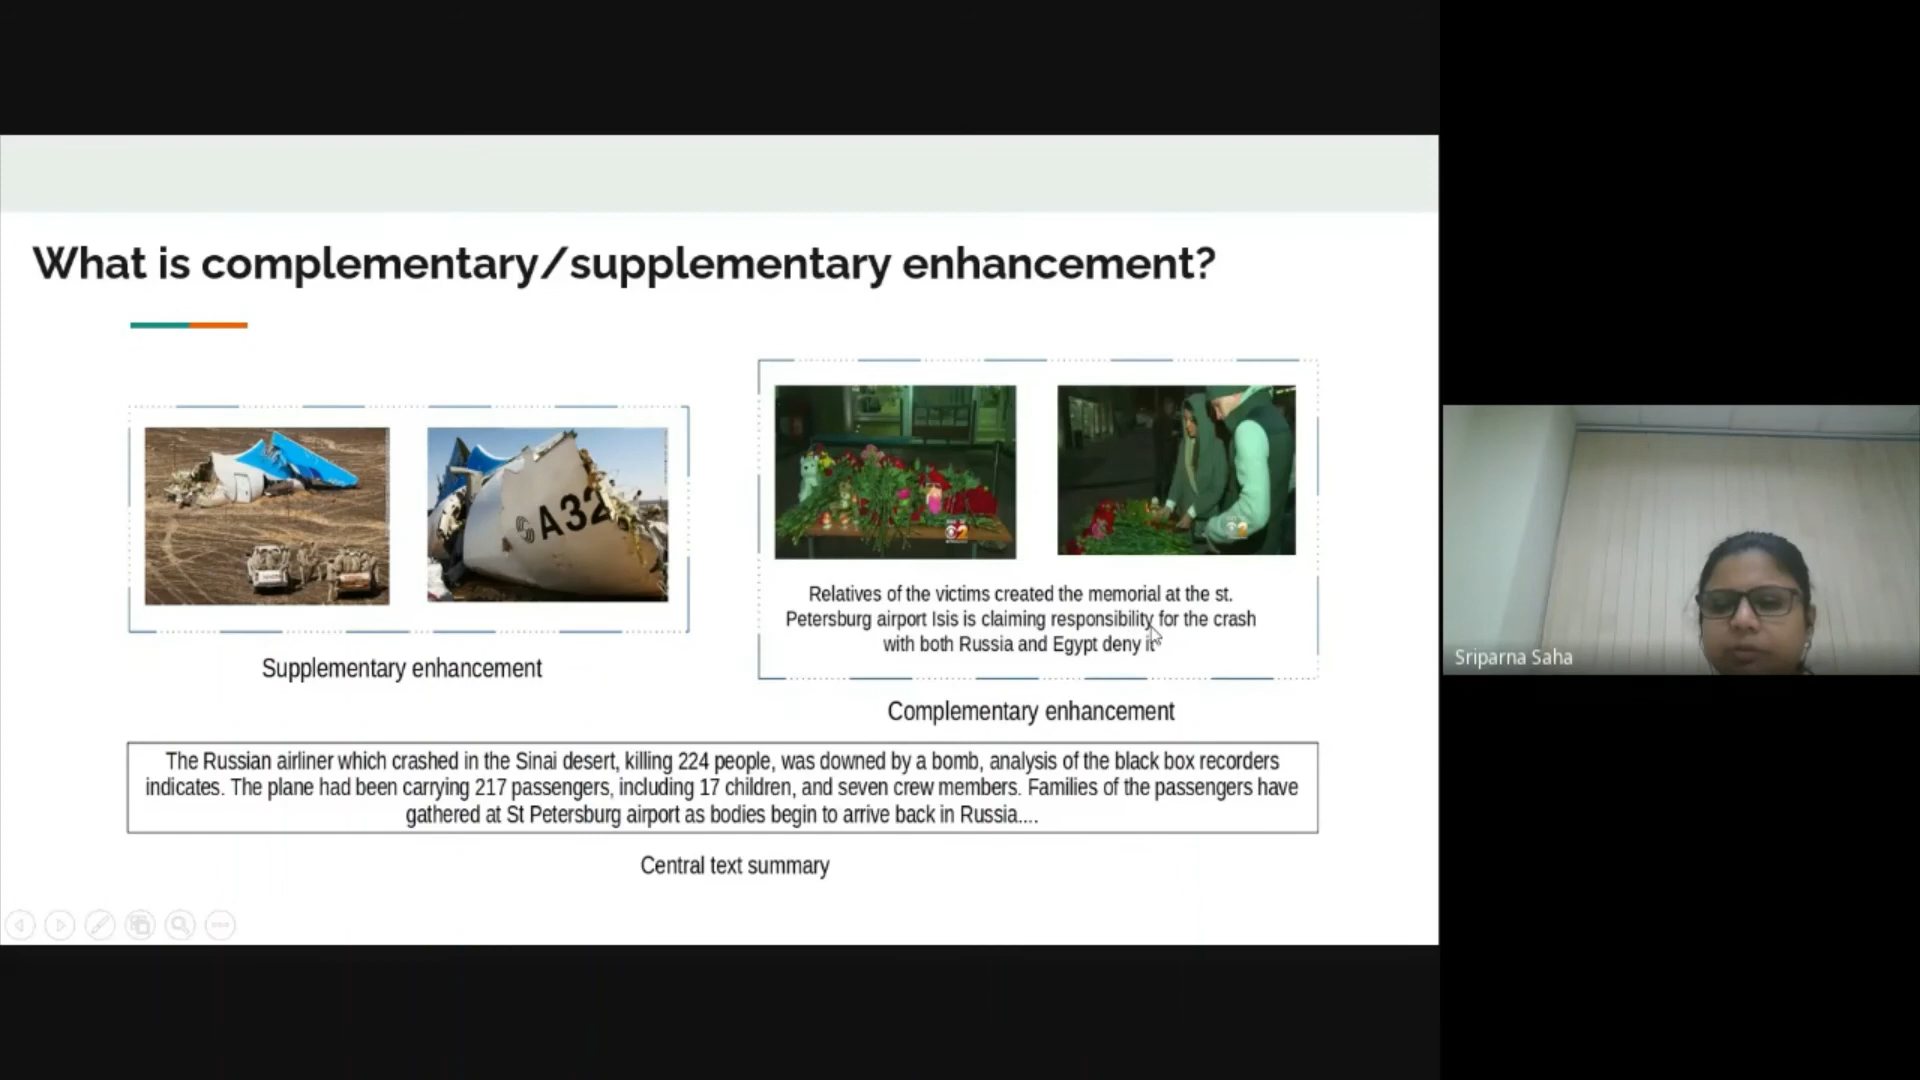 What is complementary/supplementary enhancement?
A32
Supplementary enhancement
Relatives of the victims created the memorial at the st.
Petersburg airport Isis is claiming responsibility for the crash
with both Russia and Egypt deny it
Complementary enhancement
The Russian airliner which crashed in the Sinai desert, killing 224 people, was downed by a bomb, analysis of the black box recorders
indicates. The plane had been carrying 217 passengers, including 17 children, and seven crew members. Families of the passengers have
gathered at St Petersburg airport as bodies begin to arrive back in Russia....
Central text summary
Sriparna Saha